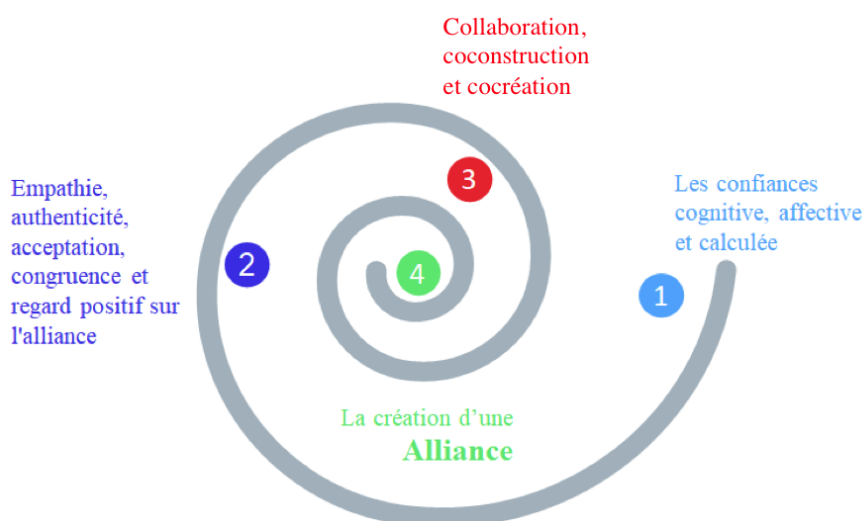 Collaboration,
coconstruction
et cocréation
3
Empathie,
authenticité,
acceptation,
congruence et
regard positif sur
l'alliance
2
Les confiances
cognitive, affective
et calculée
1
4
La création d’une
Alliance